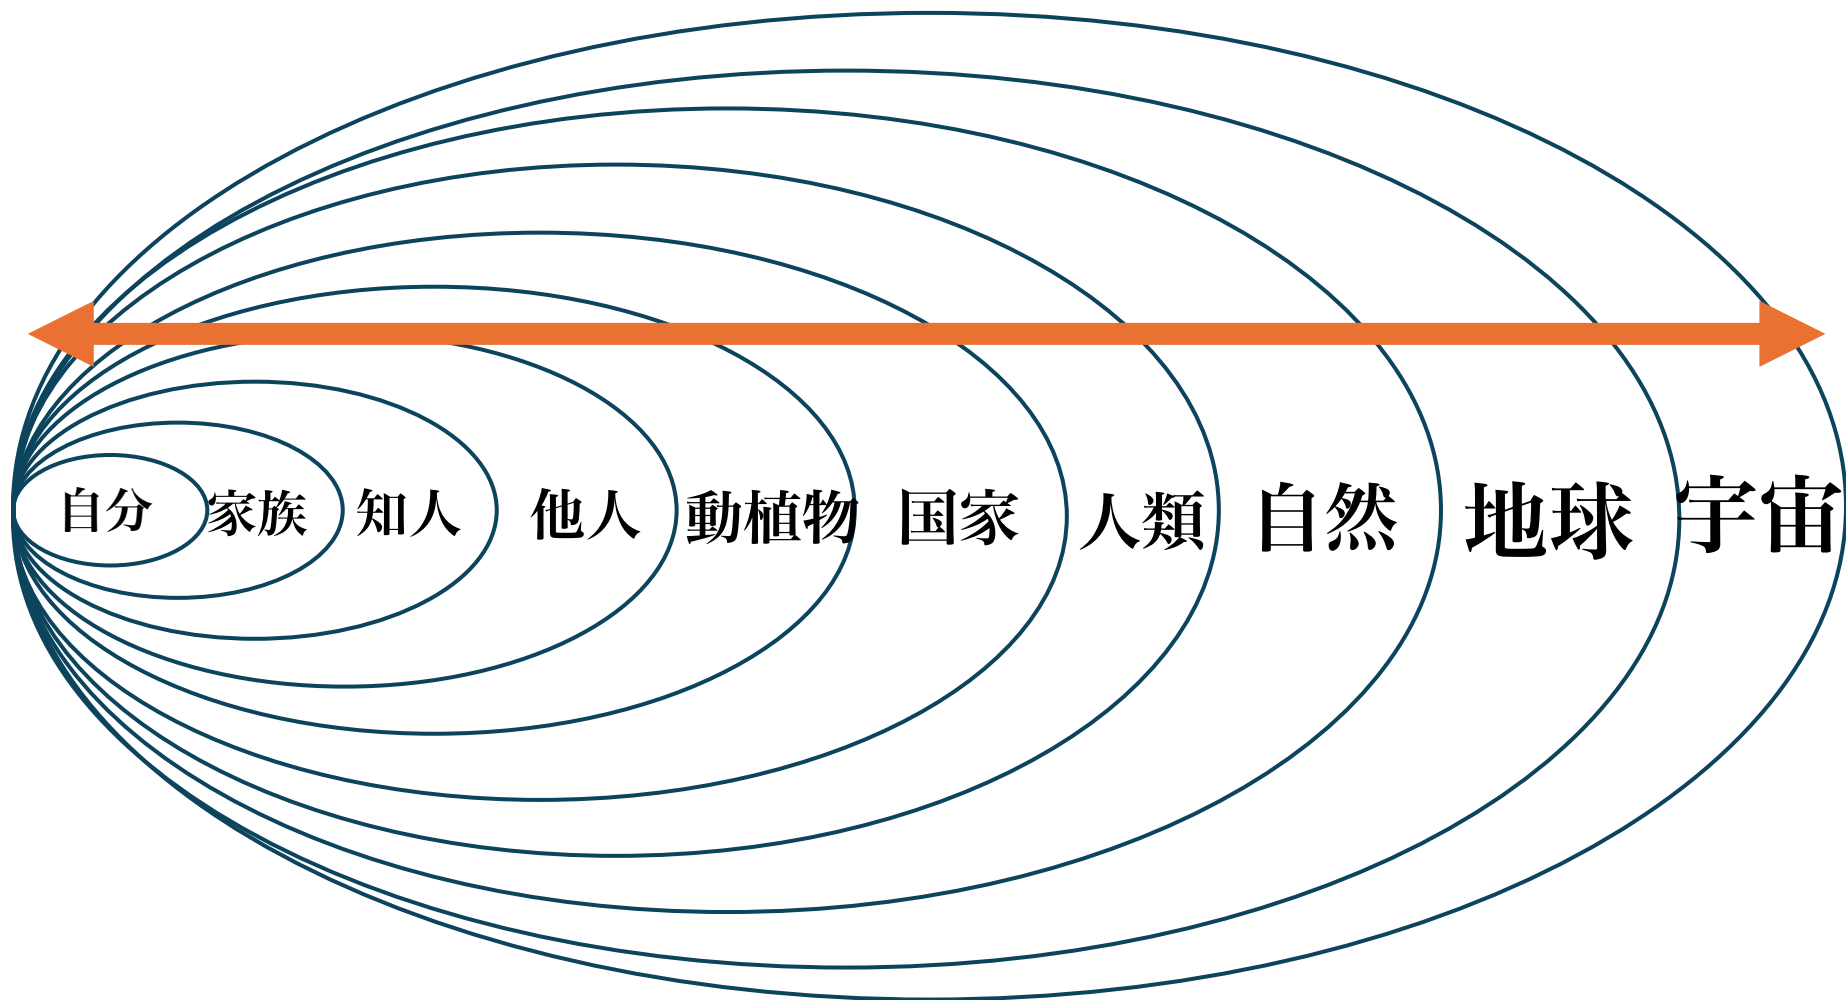 自分
家族
知人
他人
動植物
国家
人類
自然
地球
宇宙